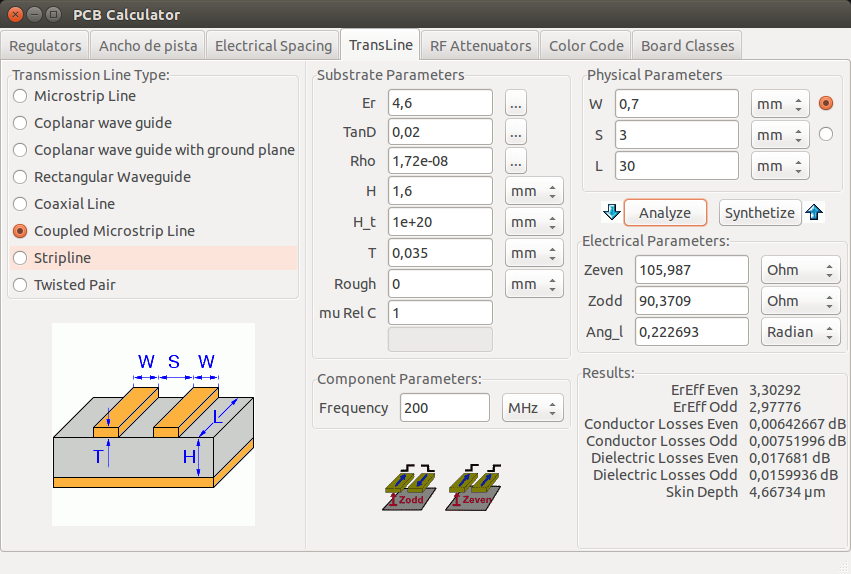 PCB Calculator
Regulators Ancho de pista Electrical Spacing TransLine RF Attenuators Color Code Board Classes
Transmission Line Type:
Microstrip Line
Coplanar wave guide
Coplanar wave guide with ground plane
Rectangular Waveguide
Coaxial Line
Coupled Microstrip Line
Stripline
Twisted Pair
W S W
L
T H
Substrate Parameters
Er 4,6 ...
TanD 0,02 ...
Rho 1,72e-08 ...
H 1,6 mm
H_t 1e+20 mm
T 0,035 mm
Rough 0 mm
mu Rel C 1
Component Parameters:
Frequency 200 MHz
Zodd Zeven
Physical Parameters
W 0,7 mm
S 3 mm
L 30 mm
Analyze Synthetize
Electrical Parameters:
Zeven 105,987 Ohm
Zodd 90,3709 Ohm
Ang_l 0,222693 Radian
Results:
ErEff Even 3,30292
ErEff Odd 2,97776
Conductor Losses Even 0,00642667 dB
Conductor Losses Odd 0,00751996 dB
Dielectric Losses Even 0,017681 dB
Dielectric Losses Odd 0,0159936 dB
Skin Depth 4,66734 µm